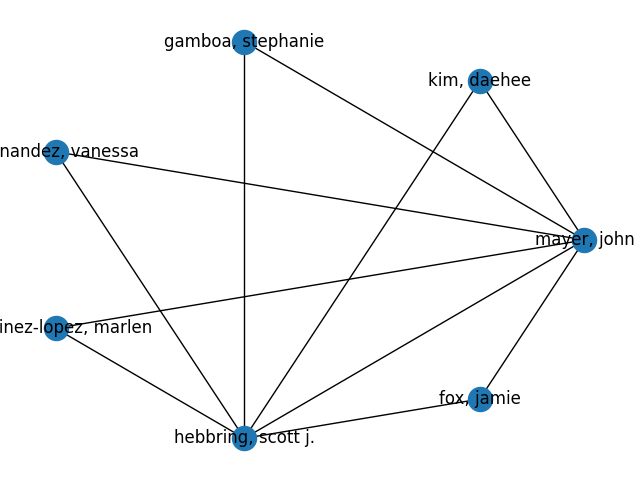 gamboa, stephanie
kim, daehee
nandez, vanessa
mayer, john
inez-lopez, marlen
fox, jamie
hebbring, scott j.